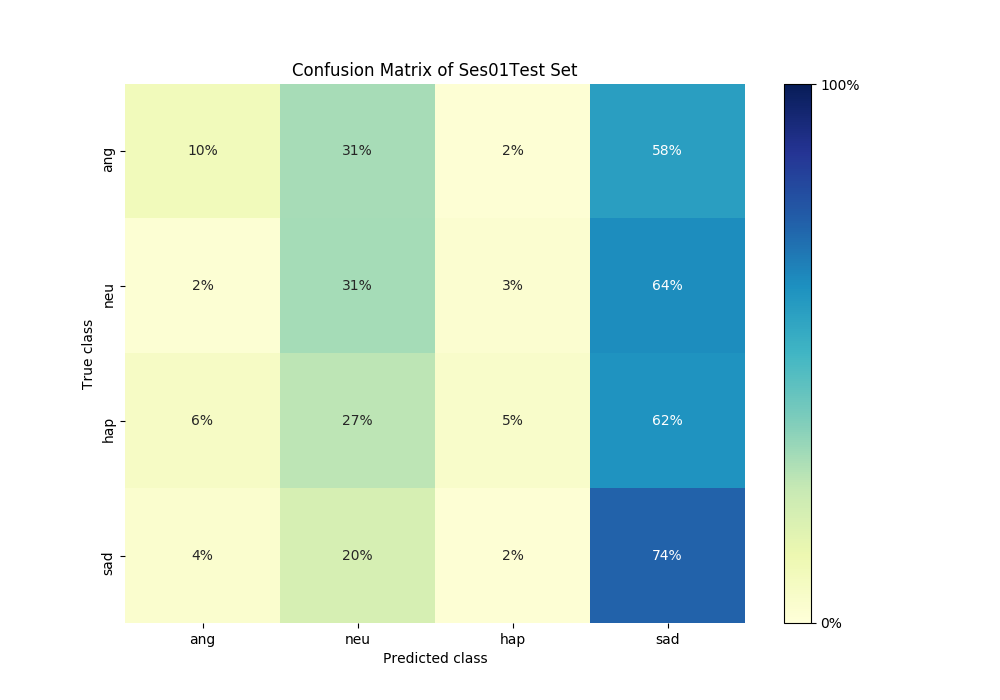 Confusion Matrix of Ses01Test Set
100%
ang 10% 31% 2% 58%
neu 2% 31% 3% 64%
True class
hap 6% 27% 5% 62%
sad 4% 20% 2% 74%
0%
ang neu hap sad
Predicted class